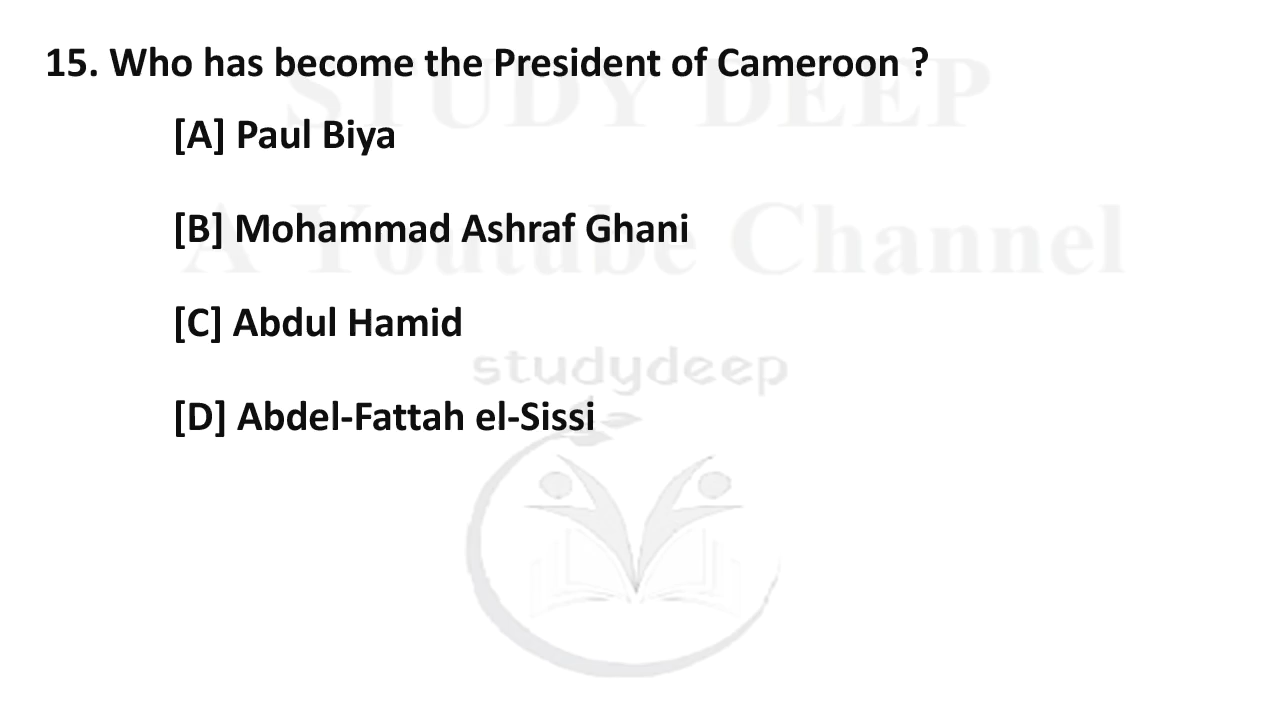 STUDY DEEP
15. Who has become the President of Cameroon ?
[A] Paul Biya
A Youtube Channel
[B] Mohammad Ashraf Ghani
[C] Abdul Hamid
studydeep
[D] Abdel-Fattah el-Sissi